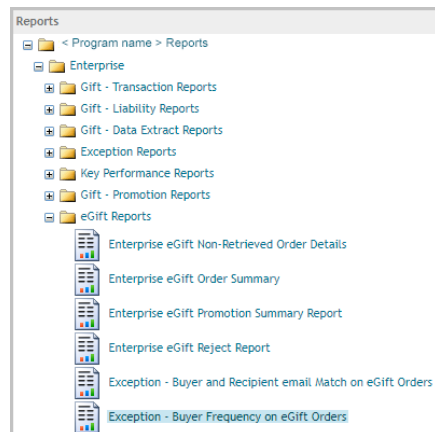 Reports
< Program name > Reports
Enterprise
Gift - Transaction Reports
Gift - Liability Reports
Gift - Data Extract Reports
Exception Reports
Key Performance Reports
Gift - Promotion Reports
eGift Reports
Enterprise eGift Non-Retrieved Order Details
Enterprise eGift Order Summary
Enterprise eGift Promotion Summary Report
Enterprise eGift Reject Report
Exception - Buyer and Recipient email Match on eGift Orders
Exception - Buyer Frequency on eGift Orders